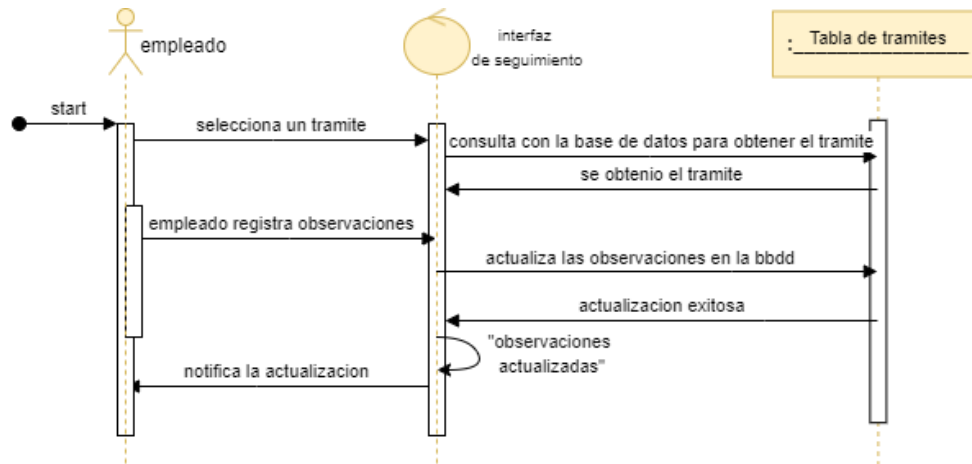 empleado
interfaz
de seguimiento
: Tabla de tramites
start
selecciona un tramite
consulta con la base de datos para obtener el tramite
se obtenio el tramite
empleado registra observaciones
actualiza las observaciones en la bbdd
actualizacion exitosa
"observaciones
actualizadas"
notifica la actualizacion